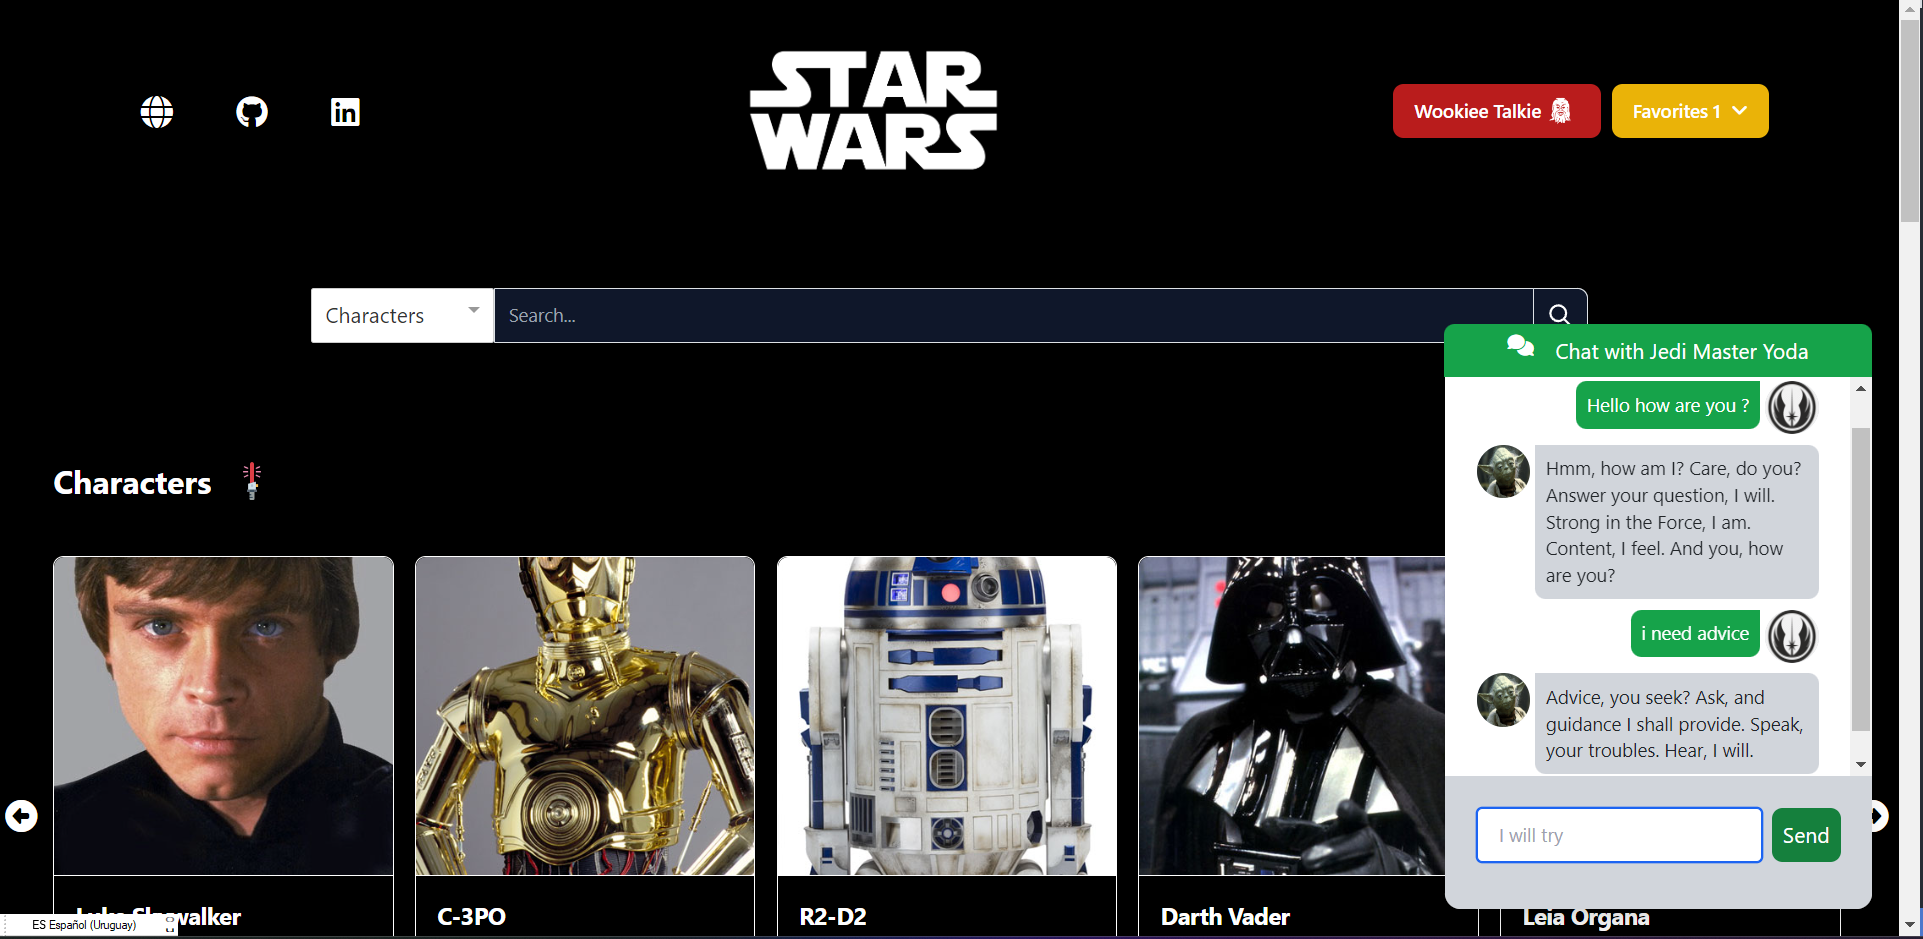 STAR
WARS
Wookiee Talkie
Favorites 1
Characters
Search...
Chat with Jedi Master Yoda
Hello how are you ?
Hmm, how am I? Care, do you?
Answer your question, I will.
Strong in the Force, I am.
Content, I feel. And you, how
are you?
i need advice
Advice, you seek? Ask, and
guidance I shall provide. Speak,
your troubles. Hear, I will.
I will try
Send
Characters
Luke Skywalker
C-3PO
R2-D2
Darth Vader
Leia Organa
ES Español (Uruguay)